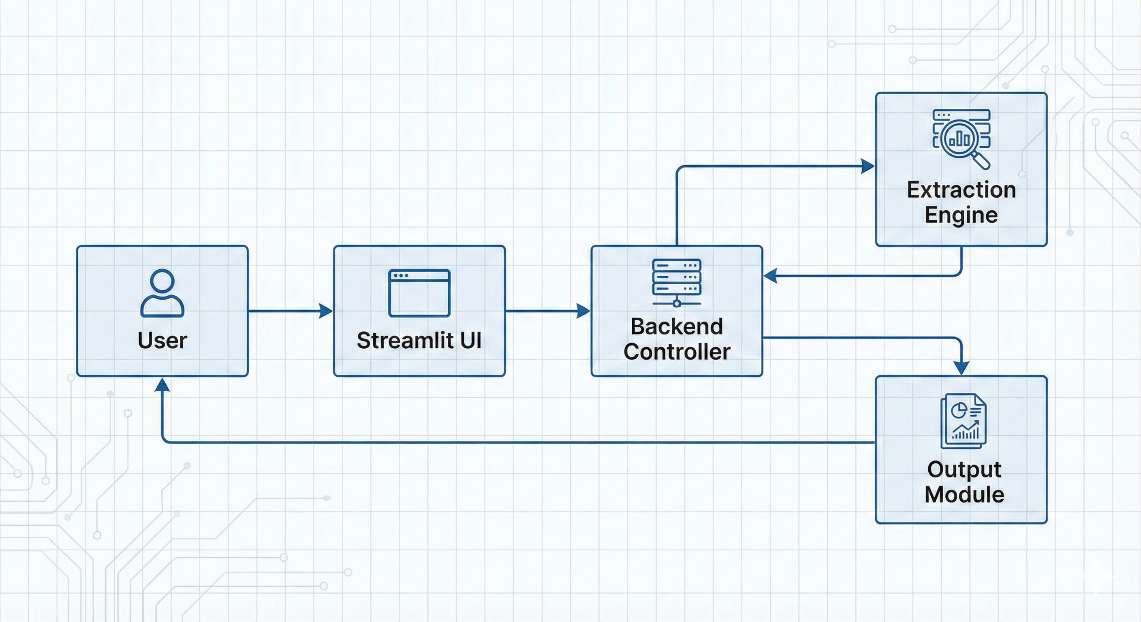 User
Streamlit UI
Backend
Controller
Extraction
Engine
Output
Module